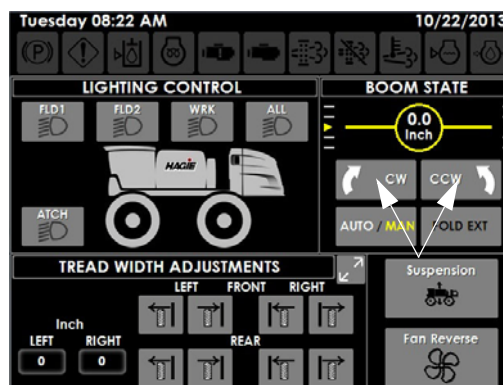 Tuesday 08:22 AM 10/22/2013
(P)
LIGHTING CONTROL
BOOM STATE
FLD1 FLD2 WRK ALL
0.0
Inch
HAGIE
CW CCW
ATCH
AUTO / MAN FOLD EXT
TREAD WIDTH ADJUSTMENTS
Suspension
LEFT FRONT RIGHT
Inch
LEFT RIGHT
REAR
Fan Reverse
0 0